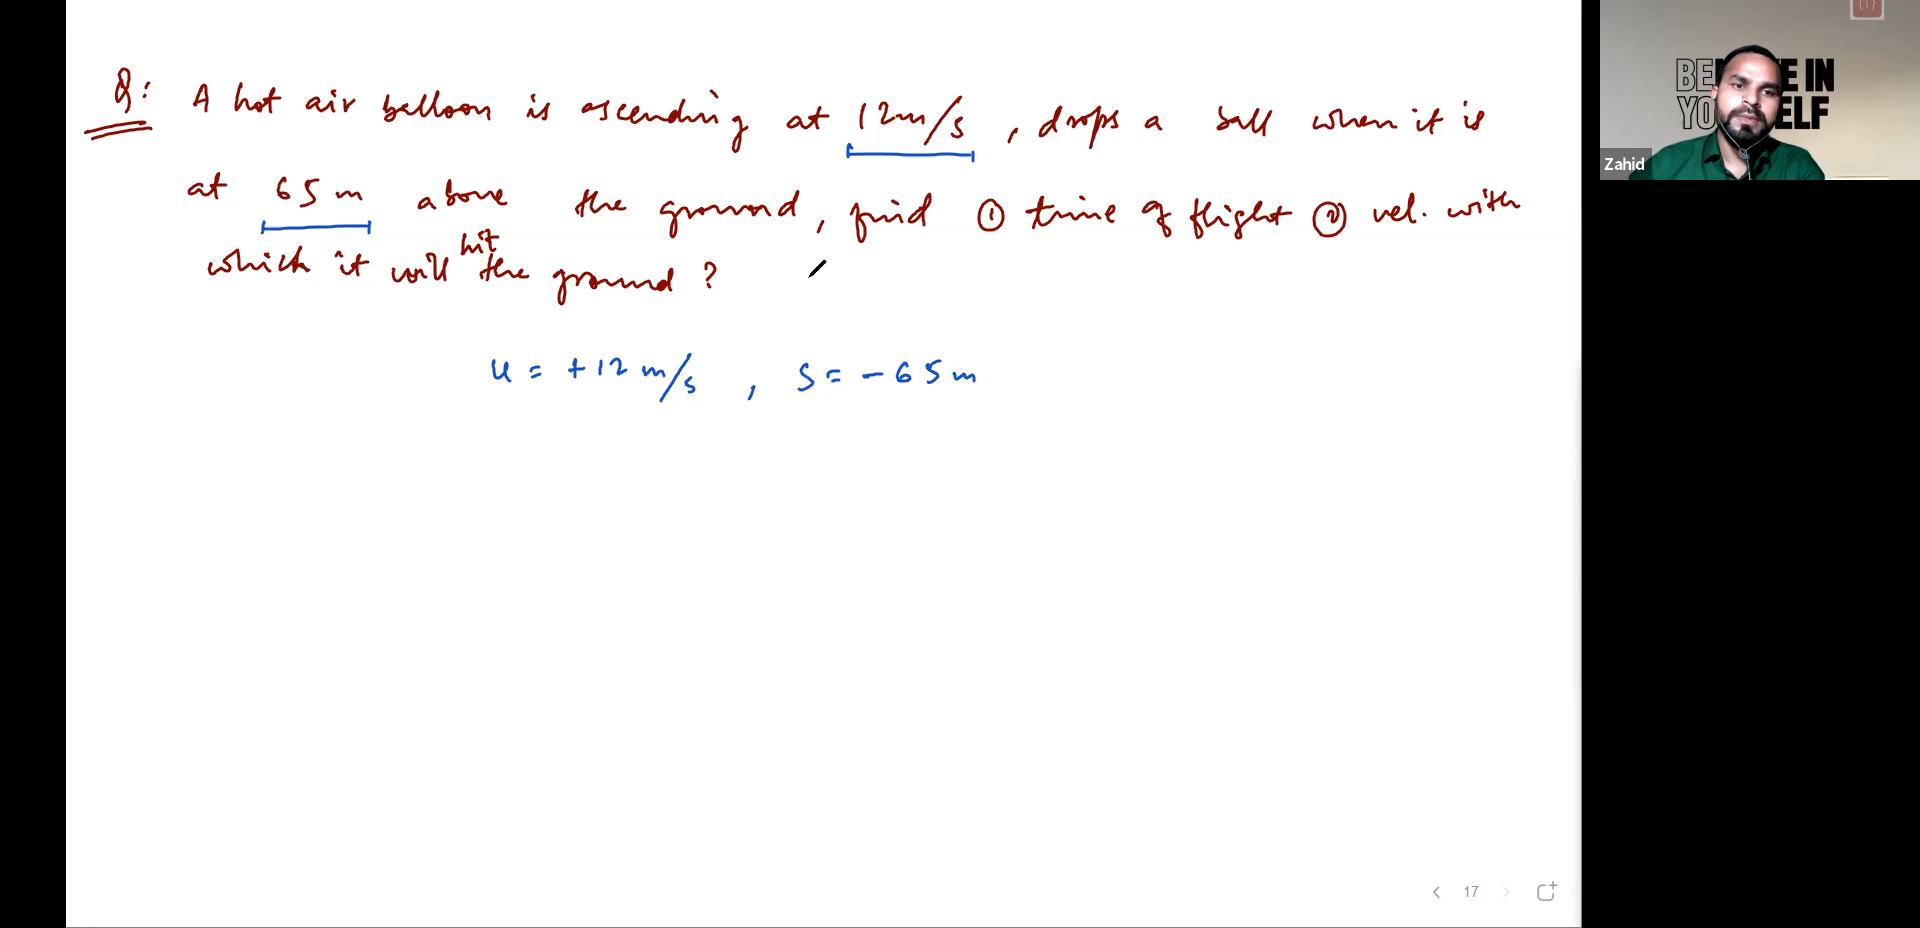 Q: A hot air balloon is ascending at 12m/s, drops a ball when it is
at 65 m above the ground, find ① time of flight ② vel. with
which it will hit the ground?
u = +12 m/s, S = -65 m
BE IN
YO ELF
Zahid
17